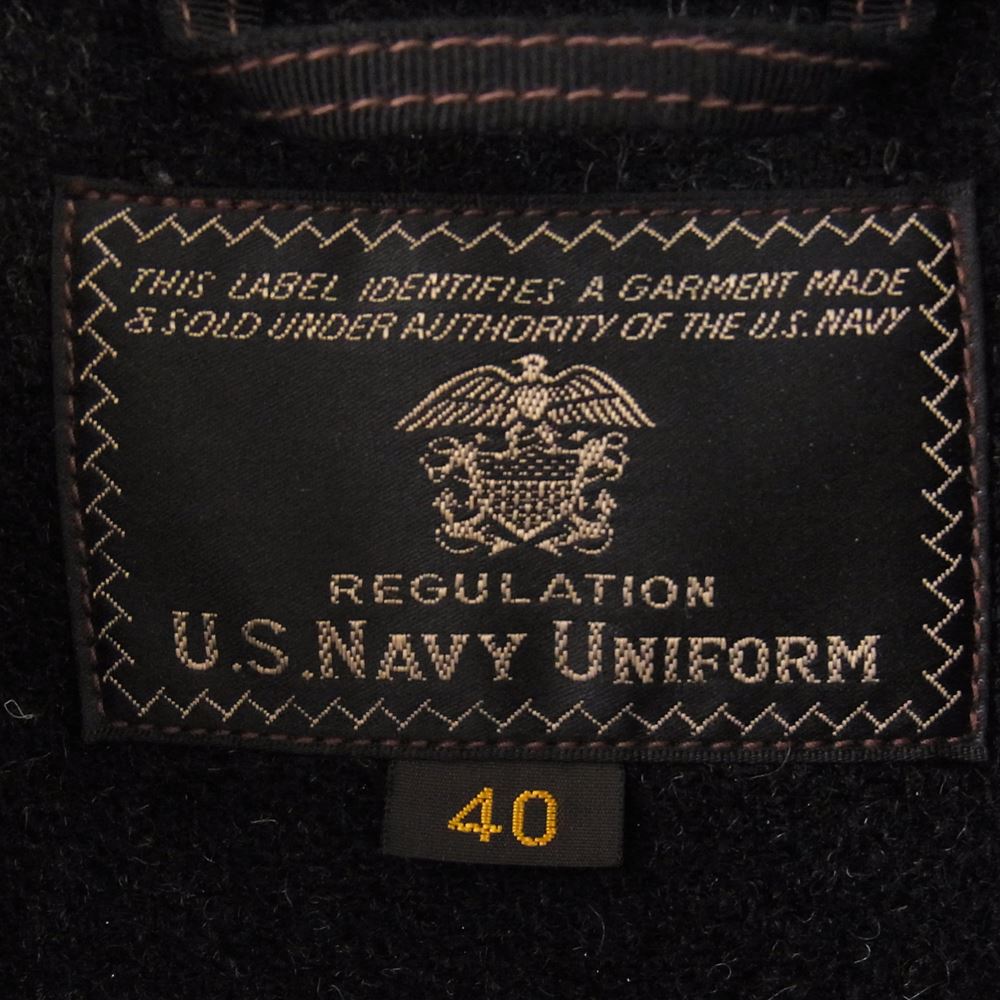 THIS LABEL IDENTIFIES A GARMENT MADE
& SOLD UNDER AUTHORITY OF THE U.S. NAVY
REGULATION
U.S. NAVY UNIFORM
40